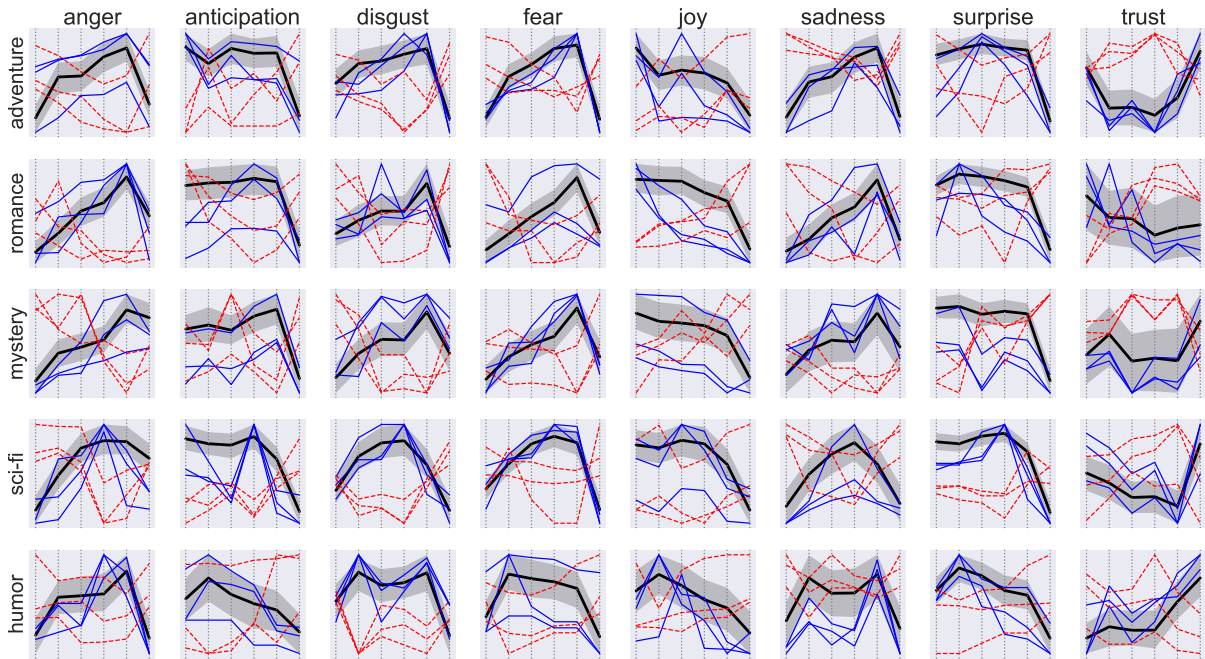 anger anticipation disgust fear joy sadness surprise trust
adventure
romance
mystery
sci-fi
humor